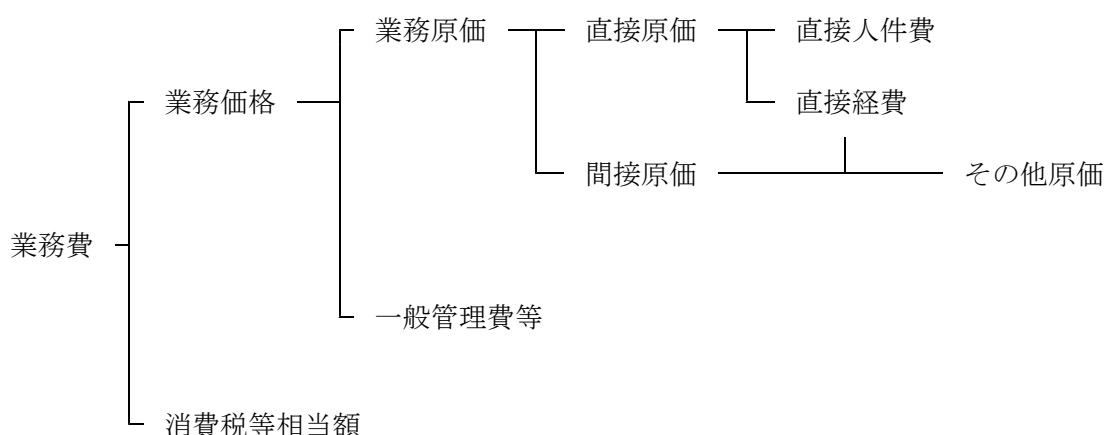 業務原価 直接原価 直接人件費
業務価格 直接経費
間接原価 その他原価
業務費
一般管理費等
消費税等相当額